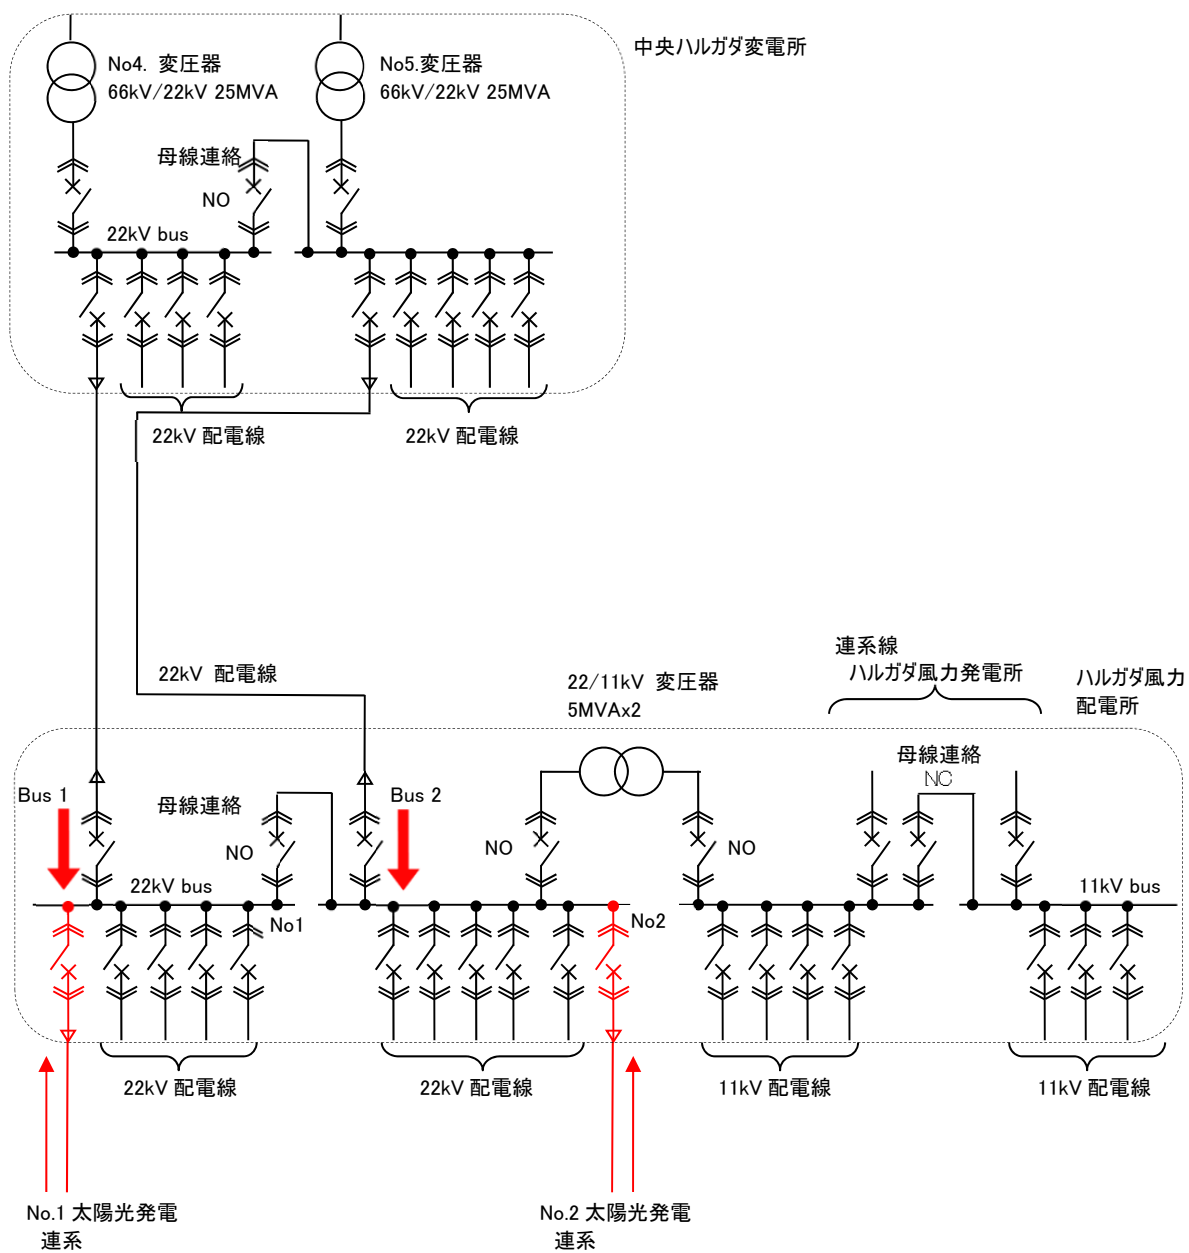 中央ハルガダ変電所
No4. 変圧器
66kV/22kV 25MVA
No5.変圧器
66kV/22kV 25MVA
母線連絡
NO
22kV bus
22kV 配電線
22kV 配電線
22kV 配電線
連系線
ハルガダ風力発電所
ハルガダ風力
配電所
22/11kV 変圧器
5MVAx2
母線連絡
NC
Bus 1
母線連絡
Bus 2
NO
NO
NO
22kV bus
11kV bus
No1
No2
22kV 配電線
22kV 配電線
11kV 配電線
11kV 配電線
No.1 太陽光発電
連系
No.2 太陽光発電
連系